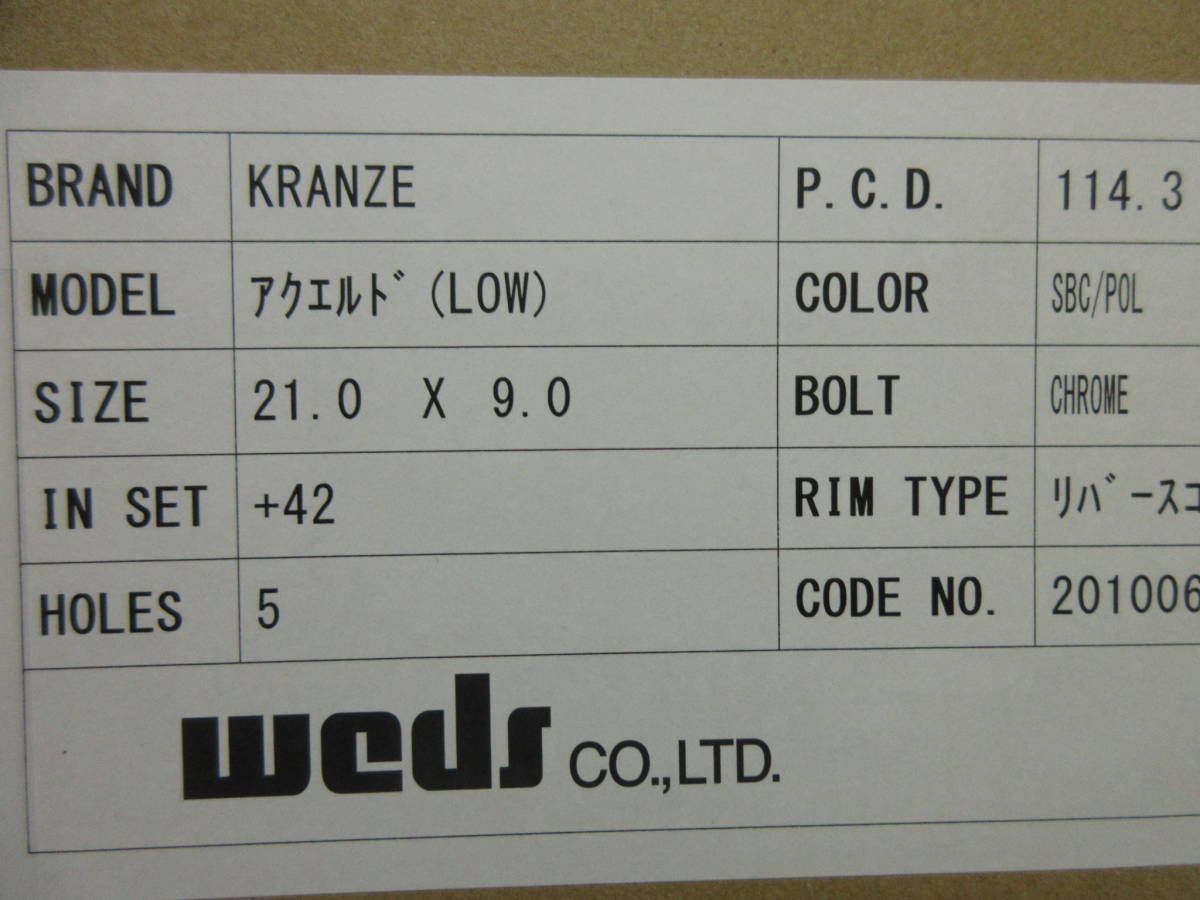 BRAND KRANZE P.C.D. 114.3
MODEL ｱｸｴﾙﾄﾞ(LOW) COLOR SBC/POL
SIZE 21.0 X 9.0 BOLT CHROME
IN SET +42 RIM TYPE ﾘﾊﾞｰｽｺ
HOLES 5 CODE NO. 201006
weds CO.,LTD.